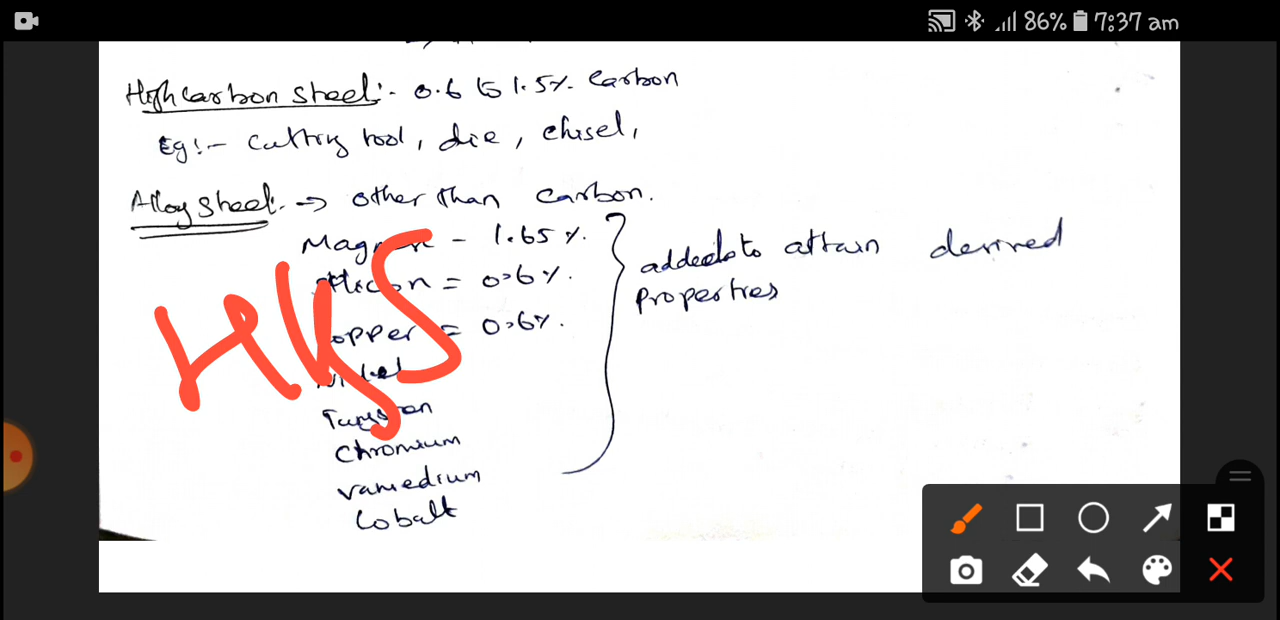 86% 7:37 am
High carbon steel:- 0.6 to 1.5%. Carbon
Eg:- Cutting tool, die, chisel,
Alloy steel:- → other than carbon.
- 1.65%.
= 0.6%.
= 0.6%.
Chromium
vanedium
Cobalt
added to attain desired
properties
HKS